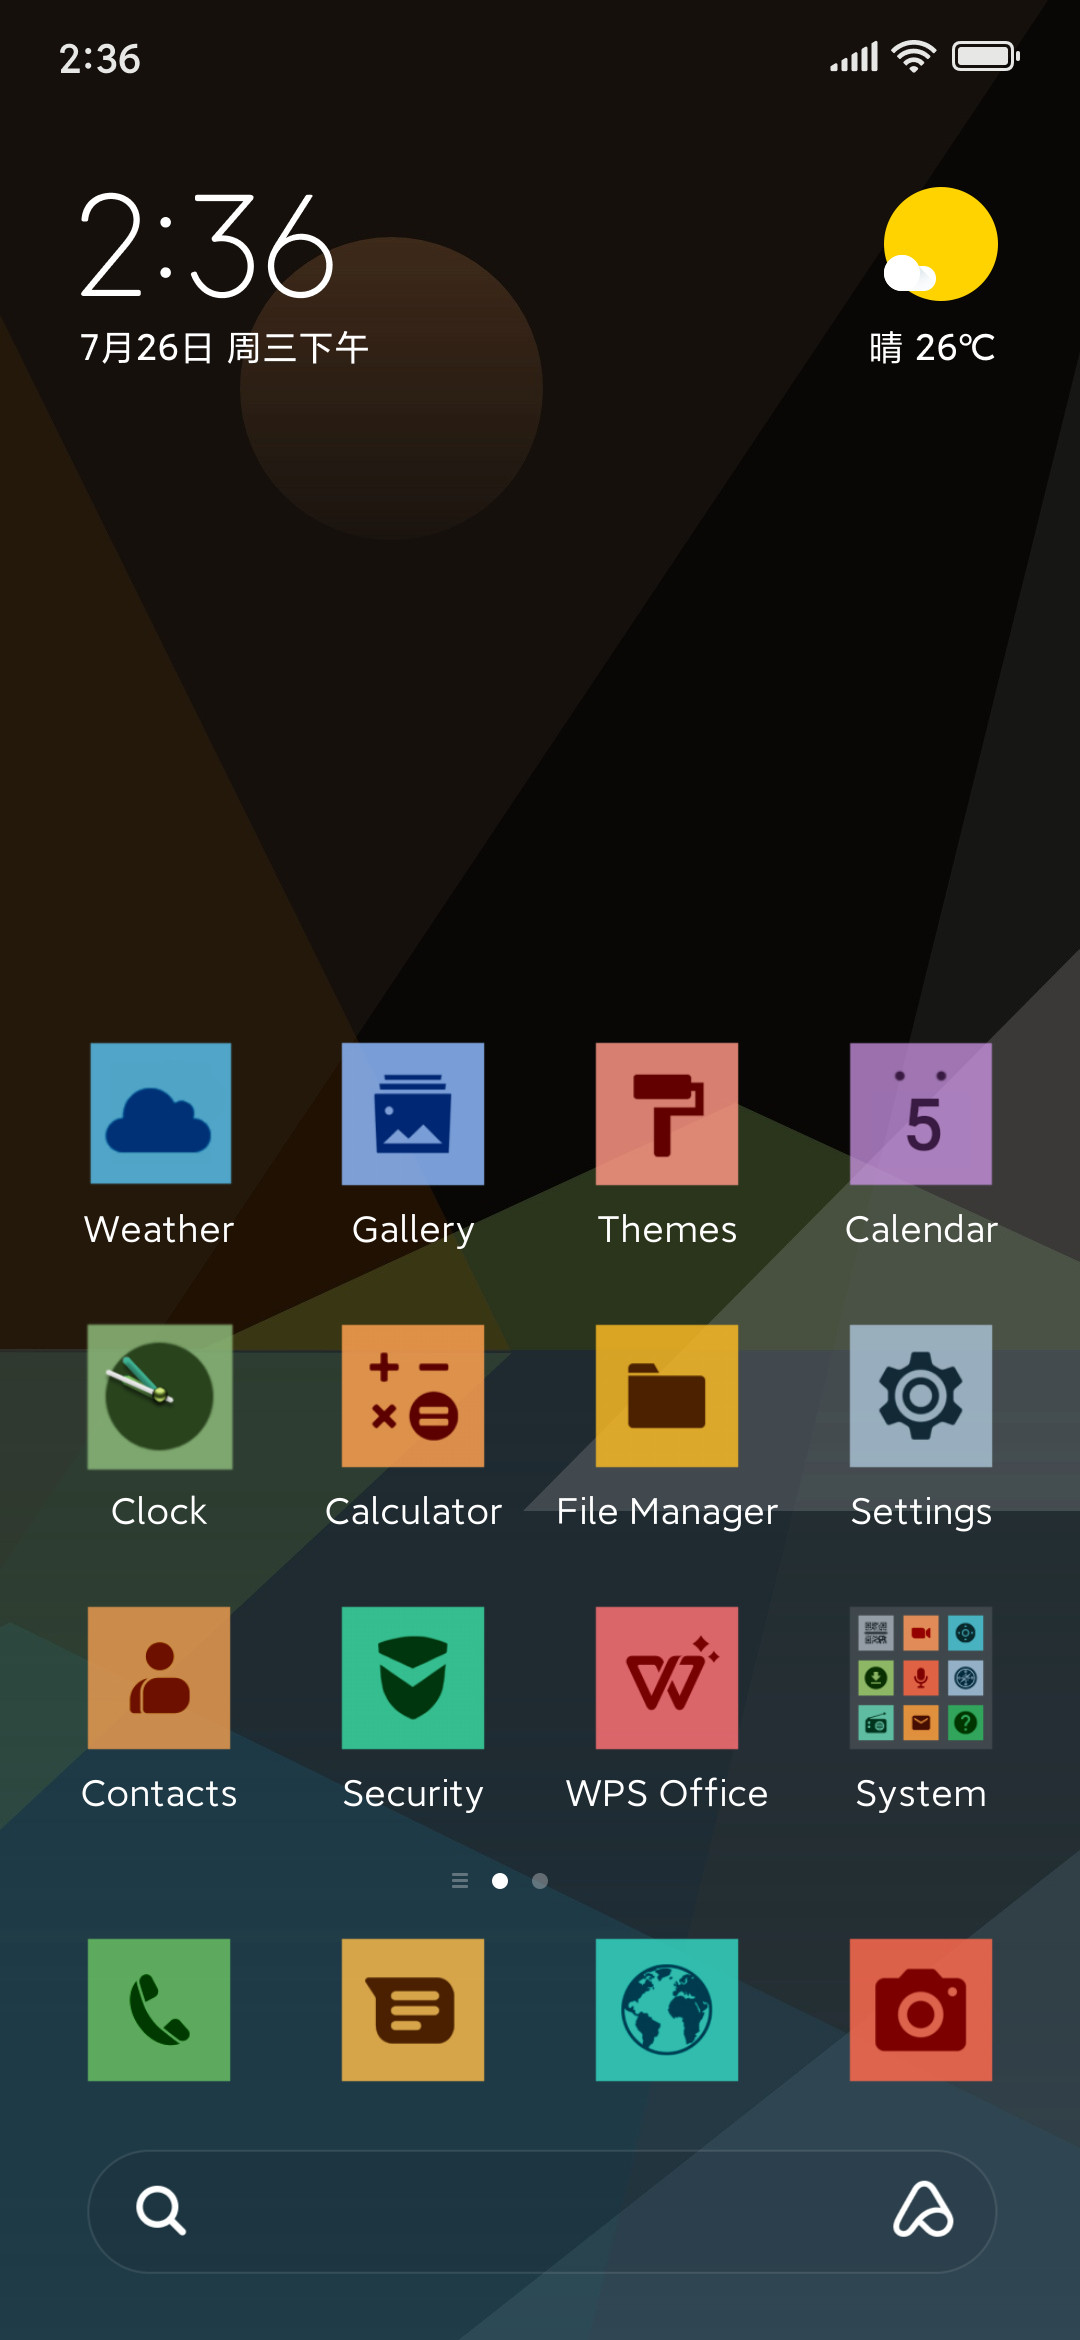 2:36
2:36
7月26日 周三下午
晴 26℃
Weather
Gallery
Themes
5
Calendar
Clock
Calculator
File Manager
Settings
Contacts
Security
WPS Office
System